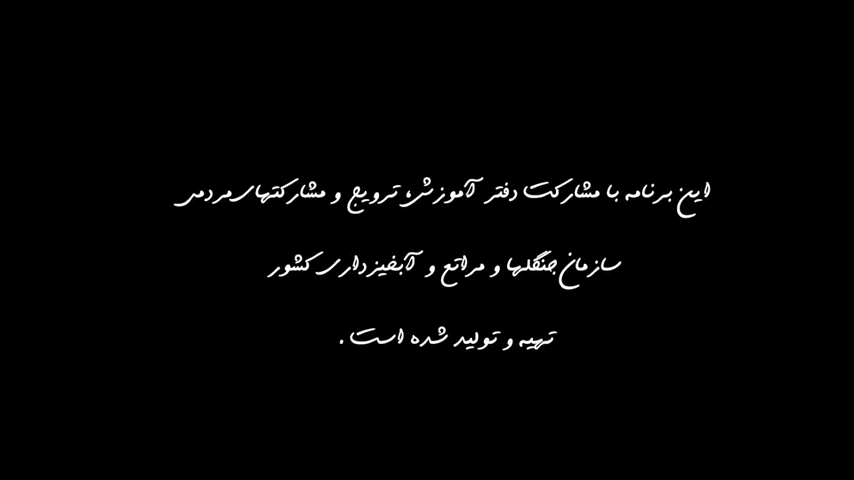 این برنامه با مشارکت دفتر آموزش، ترویج و مشارکتهای مردمی
سازمان جنگلها و مراتع و آبخیزداری کشور
تهیه و تولید شده است .